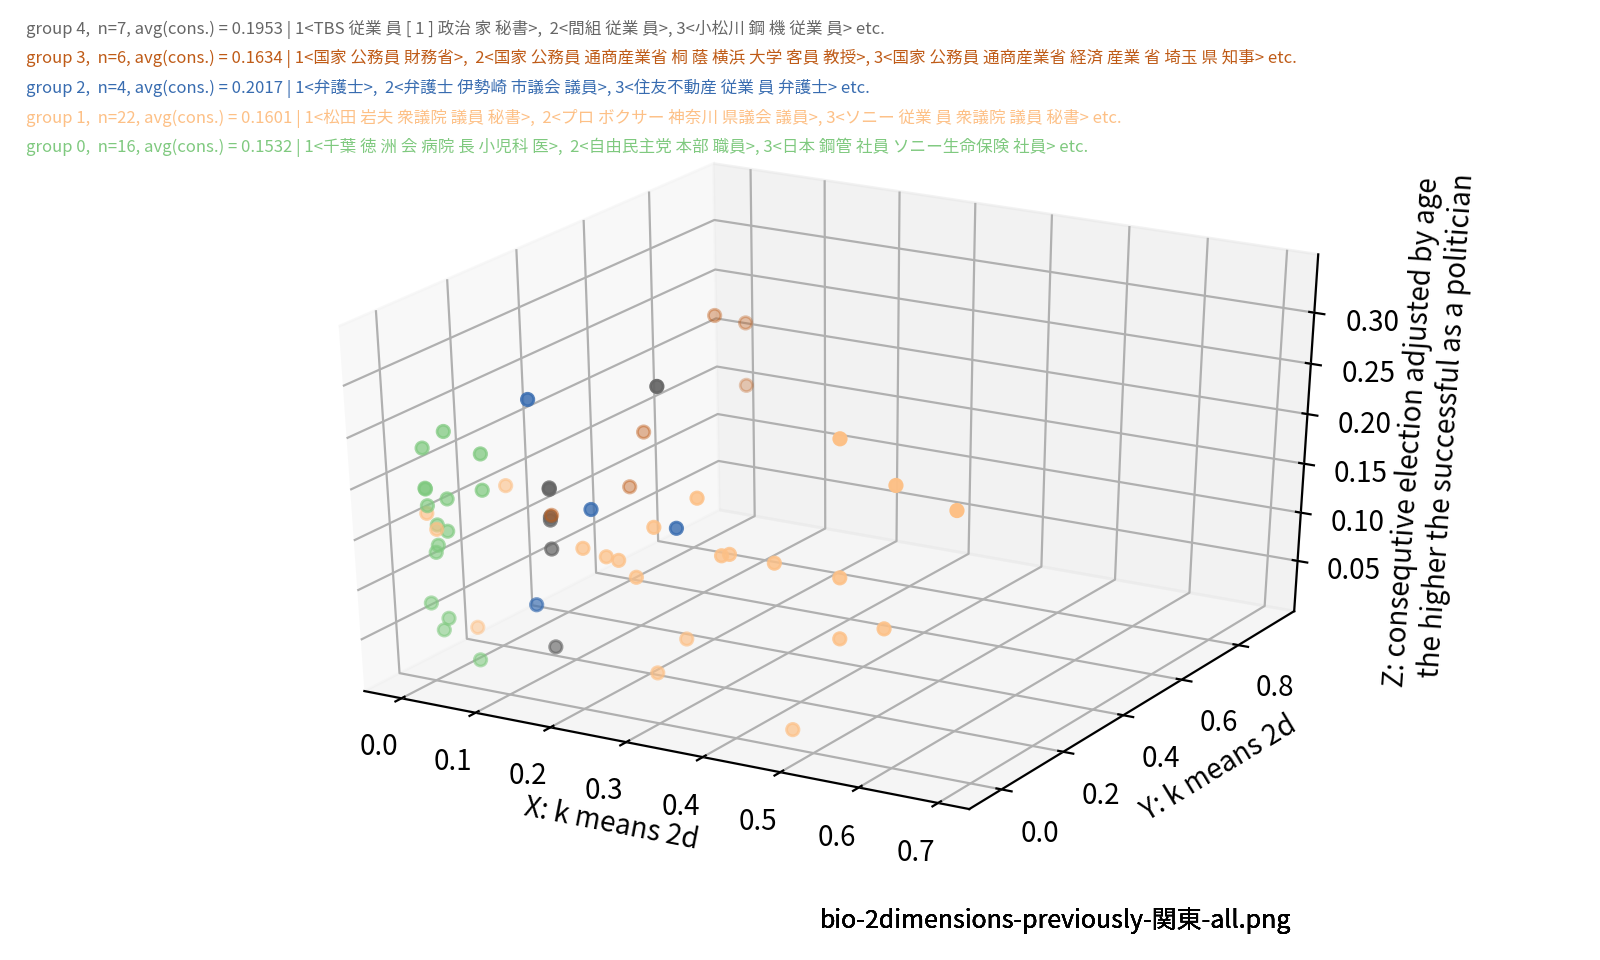 group 4, n=7, avg(cons.) = 0.1953 | 1<TBS 従業 員 [ 1 ] 政治 家 秘書>, 2<間組 従業 員>, 3<小松川 鋼 機 従業 員> etc.
group 3, n=6, avg(cons.) = 0.1634 | 1<国家 公務員 財務省>, 2<国家 公務員 通商産業省 桐 蔭 横浜 大学 客員 教授>, 3<国家 公務員 通商産業省 経済 産業 省 埼玉 県 知事> etc.
group 2, n=4, avg(cons.) = 0.2017 | 1<弁護士>, 2<弁護士 伊勢崎 市議会 議員>, 3<住友不動産 従業 員 弁護士> etc.
group 1, n=22, avg(cons.) = 0.1601 | 1<松田 岩夫 衆議院 議員 秘書>, 2<プロ ボクサー 神奈川 県議会 議員>, 3<ソニー 従業 員 衆議院 議員 秘書> etc.
group 0, n=16, avg(cons.) = 0.1532 | 1<千葉 徳 洲 会 病院 長 小児科 医>, 2<自由民主党 本部 職員>, 3<日本 鋼管 社員 ソニー生命保険 社員> etc.
Z: consequtive election adjusted by age
the higher the successful as a politician
0.30
0.25
0.20
0.15
0.10
0.05
0.8
0.6
0.4
0.2
0.0
Y: k means 2d
0.0
0.1
0.2
0.3
0.4
0.5
0.6
0.7
X: k means 2d
bio-2dimensions-previously-関東-all.png